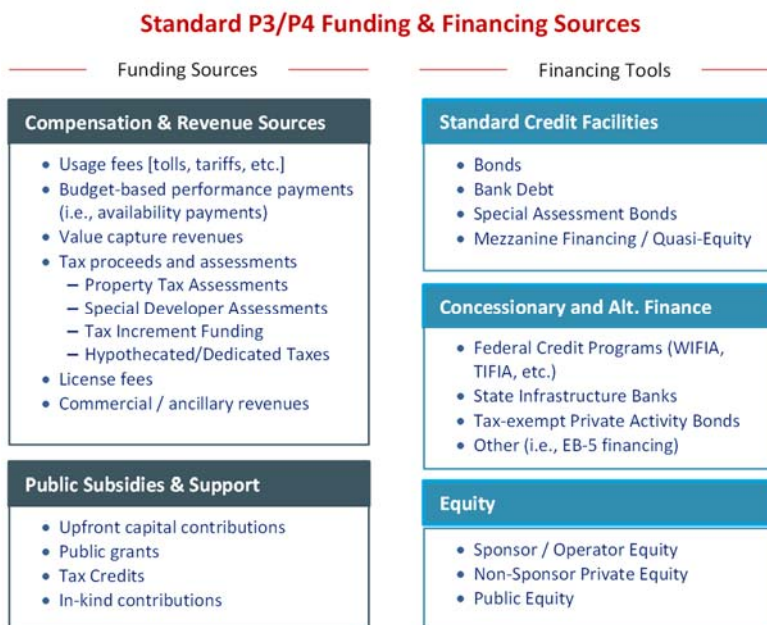 Standard P3/P4 Funding & Financing Sources
Funding Sources
Compensation & Revenue Sources
• Usage fees [tolls, tariffs, etc.]
• Budget-based performance payments
(i.e., availability payments)
• Value capture revenues
• Tax proceeds and assessments
– Property Tax Assessments
– Special Developer Assessments
– Tax Increment Funding
– Hypothecated/Dedicated Taxes
• License fees
• Commercial / ancillary revenues
Public Subsidies & Support
• Upfront capital contributions
• Public grants
• Tax Credits
• In-kind contributions
Financing Tools
Standard Credit Facilities
• Bonds
• Bank Debt
• Special Assessment Bonds
• Mezzanine Financing / Quasi-Equity
Concessionary and Alt. Finance
• Federal Credit Programs (WIFIA,
TIFIA, etc.)
• State Infrastructure Banks
• Tax-exempt Private Activity Bonds
• Other (i.e., EB-5 financing)
Equity
• Sponsor / Operator Equity
• Non-Sponsor Private Equity
• Public Equity